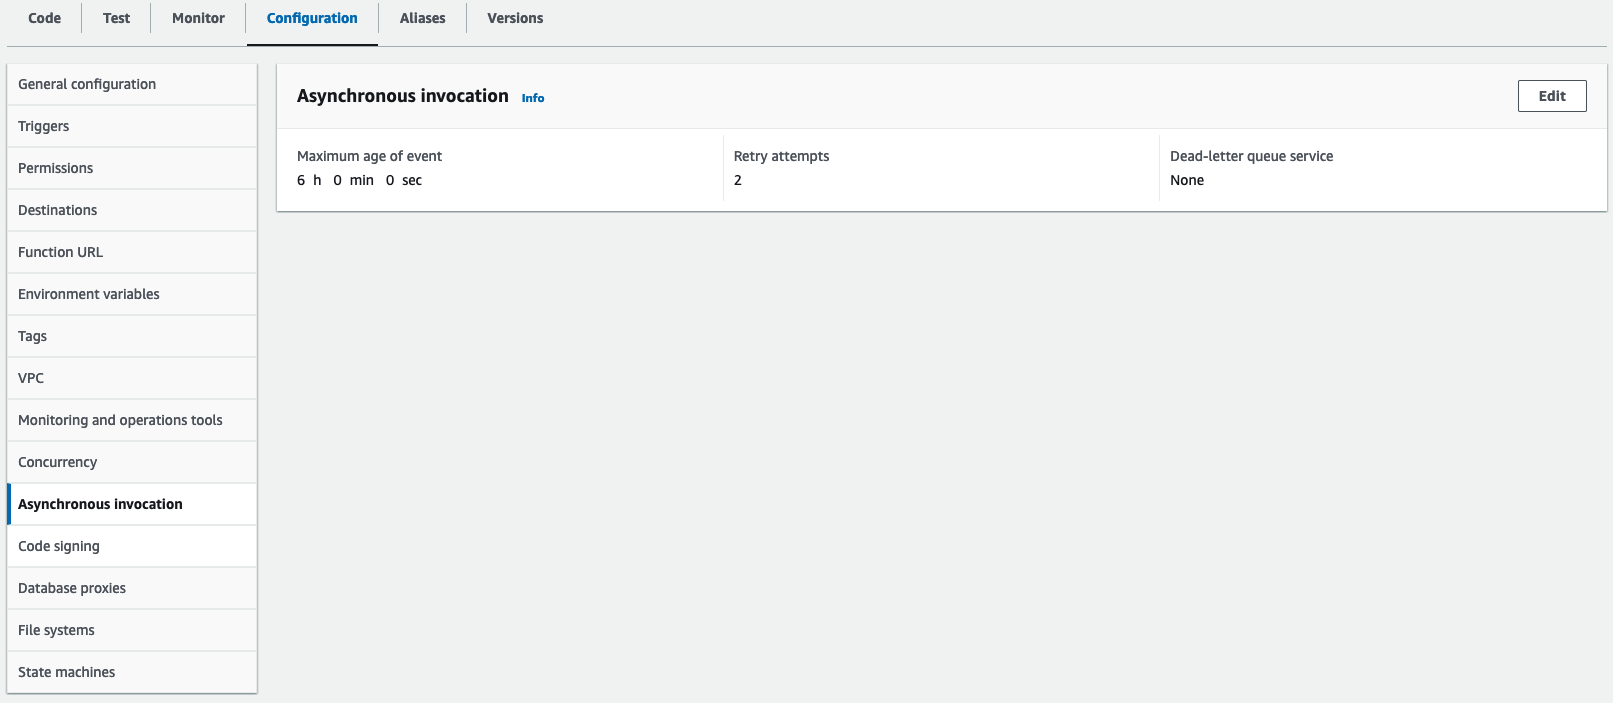 Code Test Monitor Configuration Aliases Versions
General configuration
Triggers
Permissions
Destinations
Function URL
Environment variables
Tags
VPC
Monitoring and operations tools
Concurrency
Asynchronous invocation
Code signing
Database proxies
File systems
State machines
Asynchronous invocation Info
Edit
Maximum age of event
6 h 0 min 0 sec
Retry attempts
2
Dead-letter queue service
None